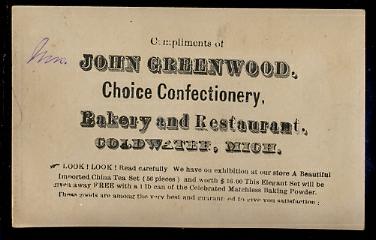 Compliments of
JOHN GREENWOOD.,
Choice Confectionery,
Bakery and Restaurant.,
COLDWATER, MICH.
☞ LOOK! LOOK! Read carefully We have on exhibition at our store A Beautiful
Imported China Tea Set (56 pieces) and worth $16.00 This Elegant Set will be
given away FREE with a 1 lb can of the Celebrated Matchless Baking Powder.
These goods are among the very best and guaranteed to give you satisfaction: